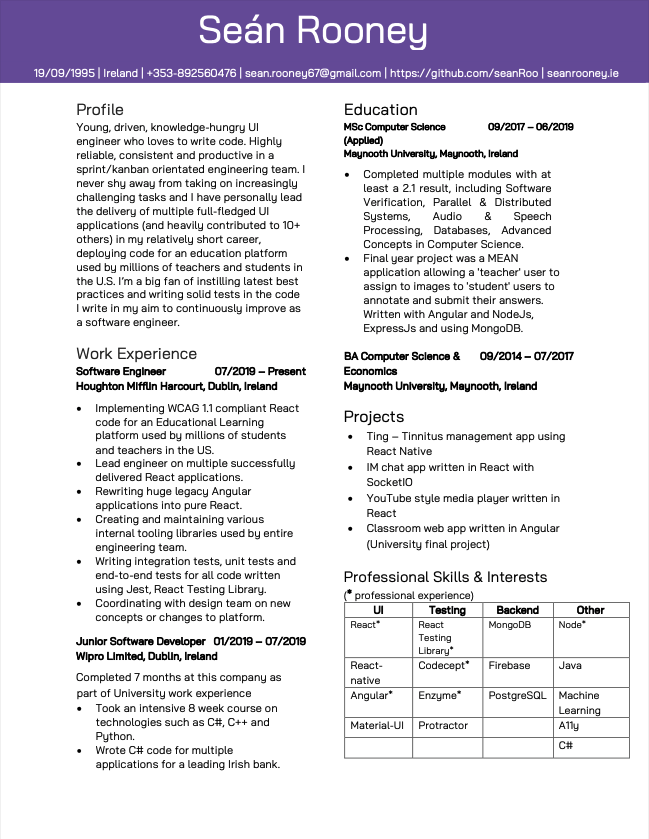 Seán Rooney
19/09/1995 | Ireland | +353-892560476 | sean.rooney67@gmail.com | https://github.com/seanRoo | seanrooney.ie
Profile
Young, driven, knowledge-hungry UI
engineer who loves to write code. Highly
reliable, consistent and productive in a
sprint/kanban orientated engineering team. I
never shy away from taking on increasingly
challenging tasks and I have personally lead
the delivery of multiple full-fledged UI
applications (and heavily contributed to 10+
others) in my relatively short career,
deploying code for an education platform
used by millions of teachers and students in
the U.S. I'm a big fan of instilling latest best
practices and writing solid tests in the code
I write in my aim to continuously improve as
a software engineer.
Work Experience
Software Engineer 07/2019 – Present
Houghton Mifflin Harcourt, Dublin, Ireland
• Implementing WCAG 1.1 compliant React
code for an Educational Learning
platform used by millions of students
and teachers in the US.
• Lead engineer on multiple successfully
delivered React applications.
• Rewriting huge legacy Angular
applications into pure React.
• Creating and maintaining various
internal tooling libraries used by entire
engineering team.
• Writing integration tests, unit tests and
end-to-end tests for all code written
using Jest, React Testing Library.
• Coordinating with design team on new
concepts or changes to platform.
Junior Software Developer 01/2019 – 07/2019
Wipro Limited, Dublin, Ireland
Completed 7 months at this company as
part of University work experience
• Took an intensive 8 week course on
technologies such as C#, C++ and
Python.
• Wrote C# code for multiple
applications for a leading Irish bank.
Education
MSc Computer Science 09/2017 – 06/2019
(Applied)
Maynooth University, Maynooth, Ireland
• Completed multiple modules with at
least a 2.1 result, including Software
Verification, Parallel & Distributed
Systems, Audio & Speech
Processing, Databases, Advanced
Concepts in Computer Science.
• Final year project was a MEAN
application allowing a 'teacher' user to
assign to images to 'student' users to
annotate and submit their answers.
Written with Angular and NodeJs,
ExpressJs and using MongoDB.
BA Computer Science & 09/2014 – 07/2017
Economics
Maynooth University, Maynooth, Ireland
Projects
• Ting – Tinnitus management app using
React Native
• IM chat app written in React with
SocketIO
• YouTube style media player written in
React
• Classroom web app written in Angular
(University final project)
Professional Skills & Interests
(* professional experience)
UI Testing Backend Other
React* React MongoDB Node*
Testing
Library*
React- Codecept* Firebase Java
native
Angular* Enzyme* PostgreSQL Machine
Learning
Material-UI Protractor A11y
C#